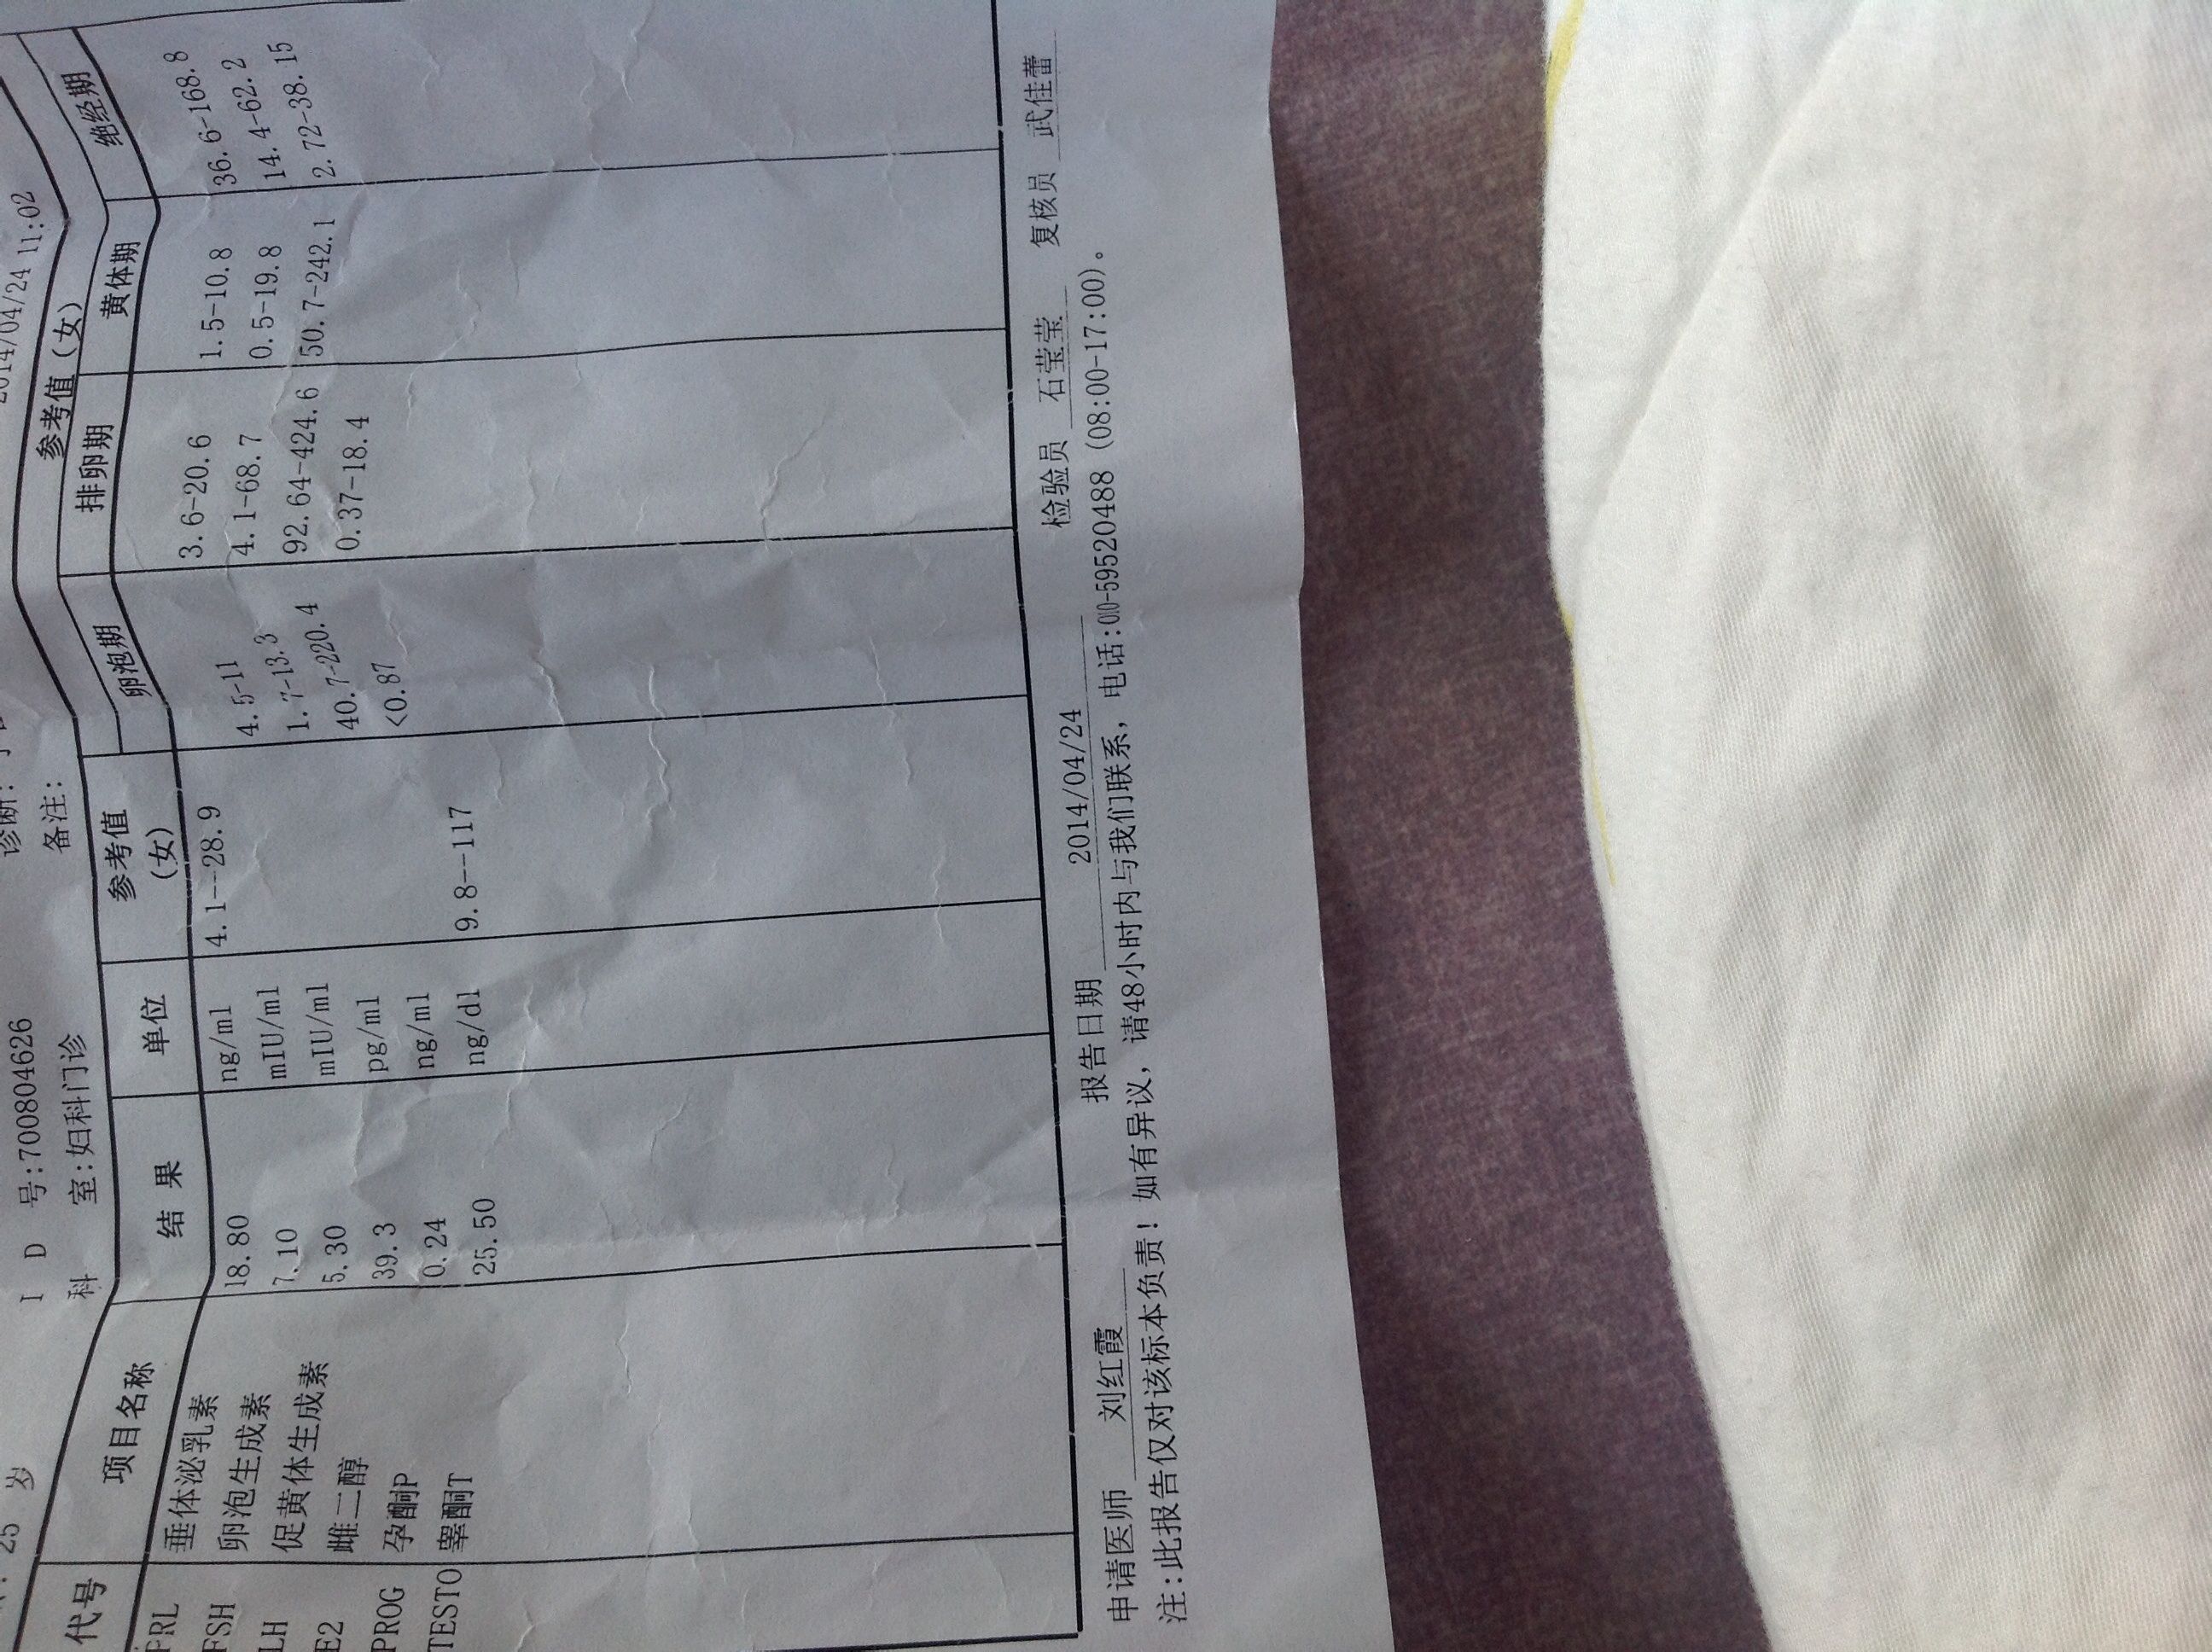 25 岁 I D 号:700804626 诊断: 2014/04/24 11:02
科 室:妇科门诊 备注:
代号 项目名称 结 果 单位 参考值(女) 参考值(女)
卵泡期 排卵期 黄体期 绝经期
PRL 垂体泌乳素 18.80 ng/ml 4.1--28.9
FSH 卵泡生成素 7.10 mIU/ml 4.5-11 3.6-20.6 1.5-10.8 36.6-168.8
LH 促黄体生成素 5.30 mIU/ml 1.7-13.3 4.1-68.7 0.5-19.8 14.4-62.2
E2 雌二醇 39.3 pg/ml 40.7-220.4 92.64-424.6 50.7-242.1 2.72-38.15
PROG 孕酮P 0.24 ng/ml <0.87 0.37-18.4
TESTO 睾酮T 25.50 ng/dl 9.8--117
申请医师 刘红霞 报告日期 2014/04/24 检验员 石莹莹 复核员 武佳蕾
注:此报告仅对该标本负责! 如有异议, 请48小时内与我们联系, 电话:010-59520488 (08:00-17:00)。